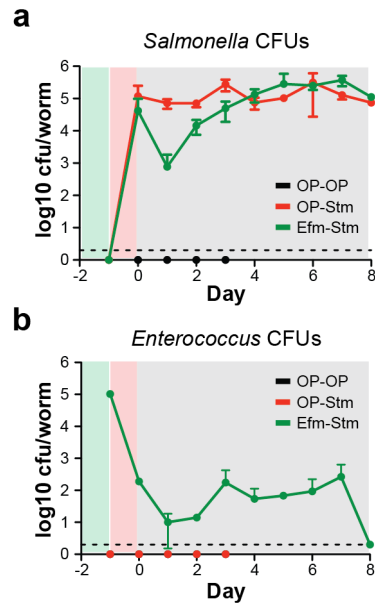 a
Salmonella CFUs
log10 cfu/worm
6
5
4
3
2
1
0
-2 0 2 4 6 8
Day
OP-OP
OP-Stm
Efm-Stm
b
Enterococcus CFUs
log10 cfu/worm
6
5
4
3
2
1
0
-2 0 2 4 6 8
Day
OP-OP
OP-Stm
Efm-Stm